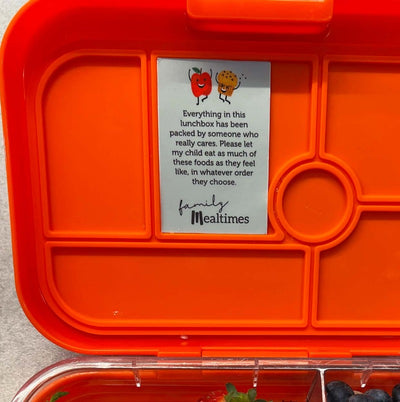 Everything in this
lunchbox has been
packed by someone who
really cares. Please let
my child eat as much of
these foods as they feel
like, in whatever order
they choose.
family
Mealtimes